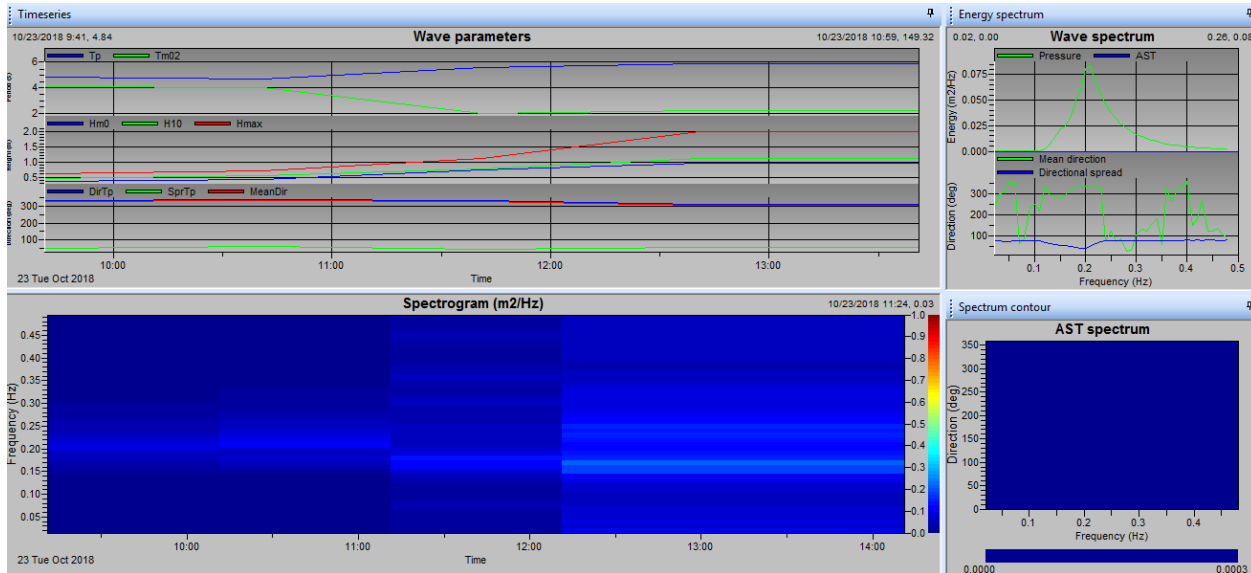 Timeseries
10/23/2018 9:41, 4.84
Wave parameters
10/23/2018 10:59, 149.32
Tp Tm02
6
4
2
Hm0 H10 Hmax
2.0
1.5
1.0
0.5
DirTp SprTp MeanDir
300
200
100
10:00 11:00 12:00 13:00
23 Tue Oct 2018
Time
Energy spectrum
0.02, 0.00
Wave spectrum
0.26, 0.08
Pressure AST
Energy (m2/Hz)
0.075
0.050
0.025
0.000
Mean direction
Directional spread
Direction (deg)
300
200
100
0.1 0.2 0.3 0.4 0.5
Frequency (Hz)
Spectrogram (m2/Hz)
10/23/2018 11:24, 0.03
Frequency (Hz)
0.45
0.40
0.35
0.30
0.25
0.20
0.15
0.10
0.05
1.0
0.9
0.8
0.7
0.6
0.5
0.4
0.3
0.2
0.1
0.0
10:00 11:00 12:00 13:00 14:00
23 Tue Oct 2018
Time
Spectrum contour
AST spectrum
Direction (deg)
350
300
250
200
150
100
50
0
0.1 0.2 0.3 0.4
Frequency (Hz)
0.0000 0.0003